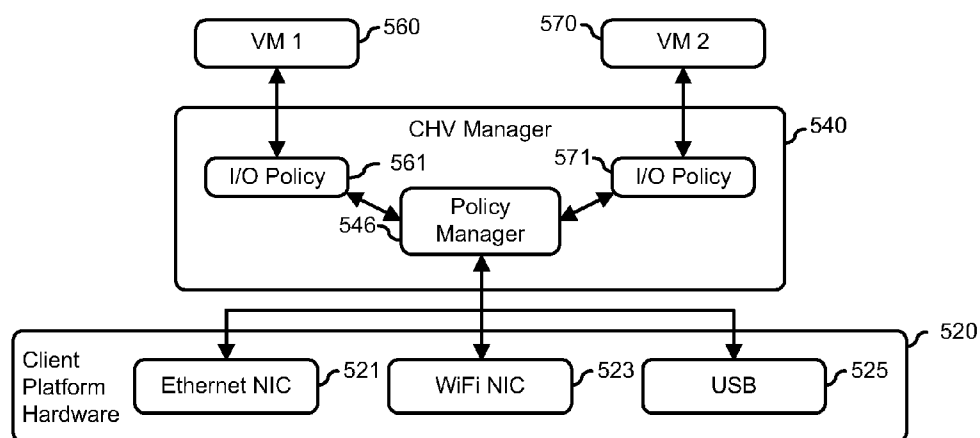 VM 1
560
570
VM 2
CHV Manager
540
I/O Policy
561
571
I/O Policy
546
Policy
Manager
520
Client
Platform
Hardware
Ethernet NIC
521
WiFi NIC
523
USB
525